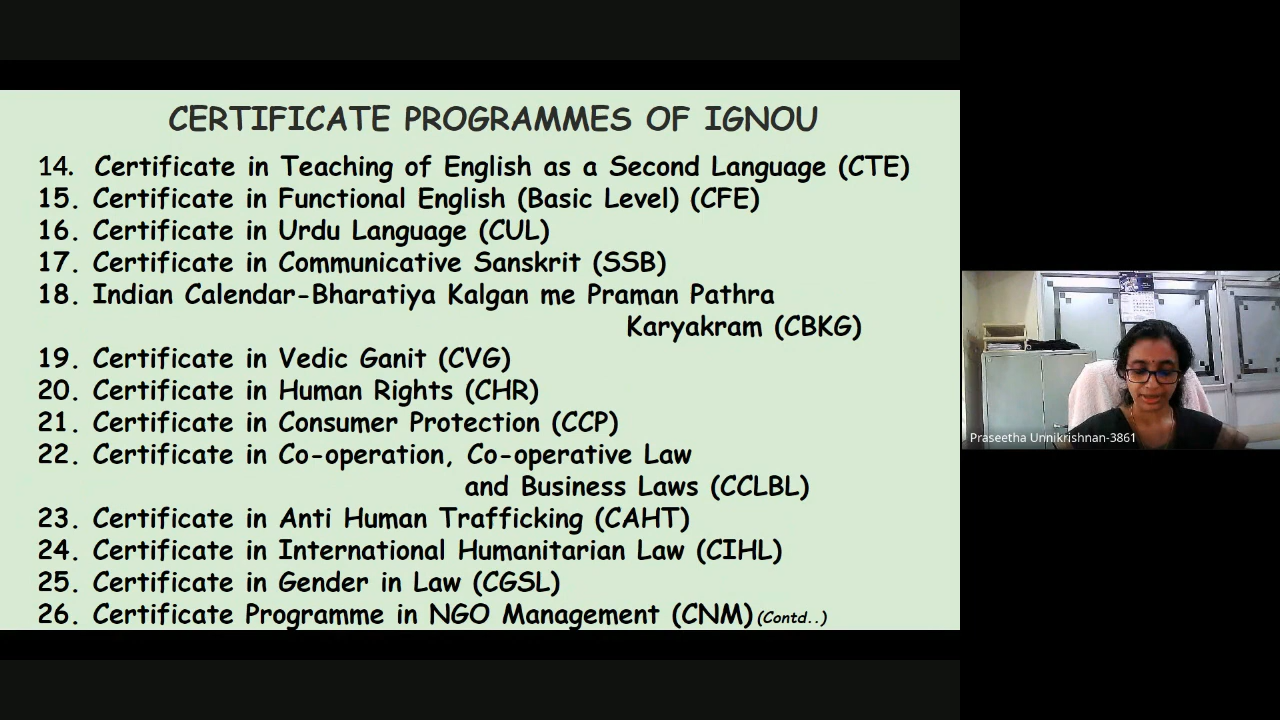 CERTIFICATE PROGRAMMES OF IGNOU
14. Certificate in Teaching of English as a Second Language (CTE)
15. Certificate in Functional English (Basic Level) (CFE)
16. Certificate in Urdu Language (CUL)
17. Certificate in Communicative Sanskrit (SSB)
18. Indian Calendar-Bharatiya Kalgan me Praman Pathra
Karyakram (CBKG)
19. Certificate in Vedic Ganit (CVG)
20. Certificate in Human Rights (CHR)
21. Certificate in Consumer Protection (CCP)
22. Certificate in Co-operation, Co-operative Law
and Business Laws (CCLBL)
23. Certificate in Anti Human Trafficking (CAHT)
24. Certificate in International Humanitarian Law (CIHL)
25. Certificate in Gender in Law (CGSL)
26. Certificate Programme in NGO Management (CNM) (Contd..)
Praseetha Unnikrishnan-3861